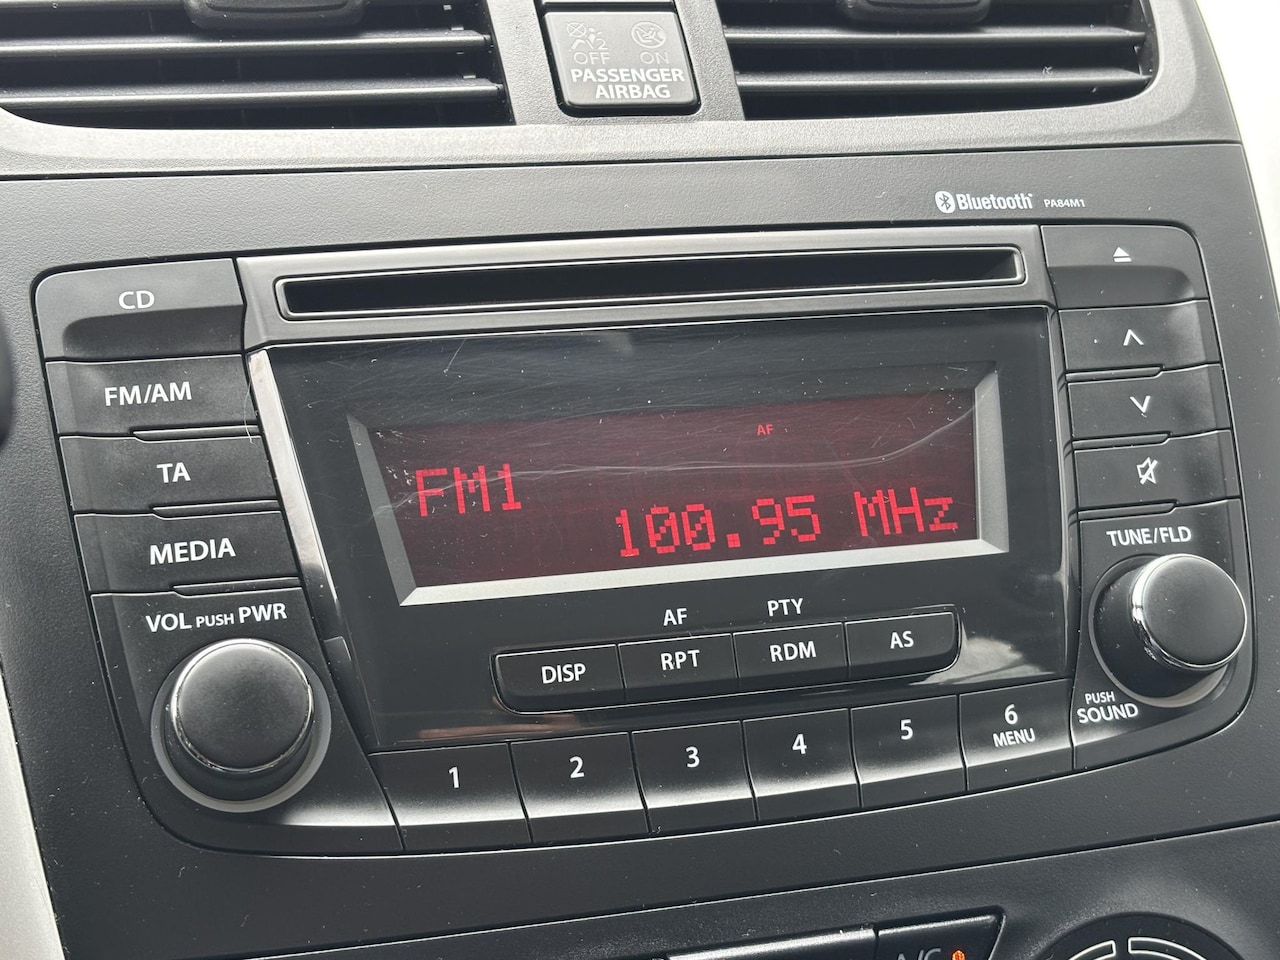 OFF ON
PASSENGER
AIRBAG
Bluetooth PA84M1
CD
FM/AM
TA
MEDIA
VOL PUSH PWR
AF
FM1
100.95 MHz
TUNE/FLD
AF PTY
DISP RPT RDM AS
PUSH
SOUND
1 2 3 4 5 6
MENU
A/C